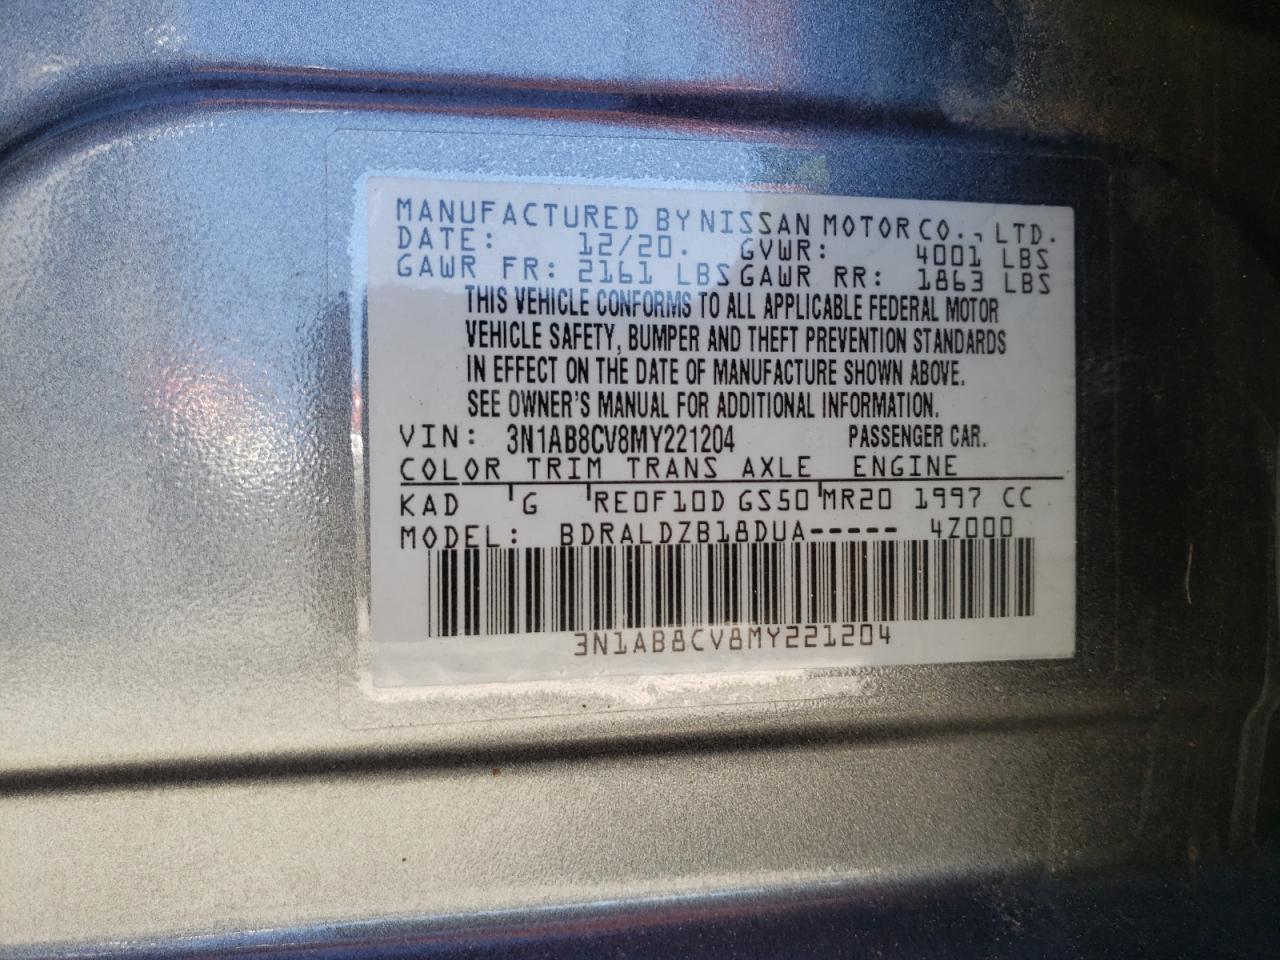 MANUFACTURED BY NISSAN MOTOR CO., LTD.
DATE: 12/20. GVWR: 4001 LBS
GAWR FR: 2161 LBS GAWR RR: 1863 LBS
THIS VEHICLE CONFORMS TO ALL APPLICABLE FEDERAL MOTOR
VEHICLE SAFETY, BUMPER AND THEFT PREVENTION STANDARDS
IN EFFECT ON THE DATE OF MANUFACTURE SHOWN ABOVE.
SEE OWNER'S MANUAL FOR ADDITIONAL INFORMATION.
VIN: 3N1AB8CV8MY221204 PASSENGER CAR.
COLOR TRIM TRANS AXLE ENGINE
KAD G RE0F10D GS50 MR20 1997 CC
MODEL: BDRALDZB18DUA----- 4Z000
3N1AB8CV8MY221204